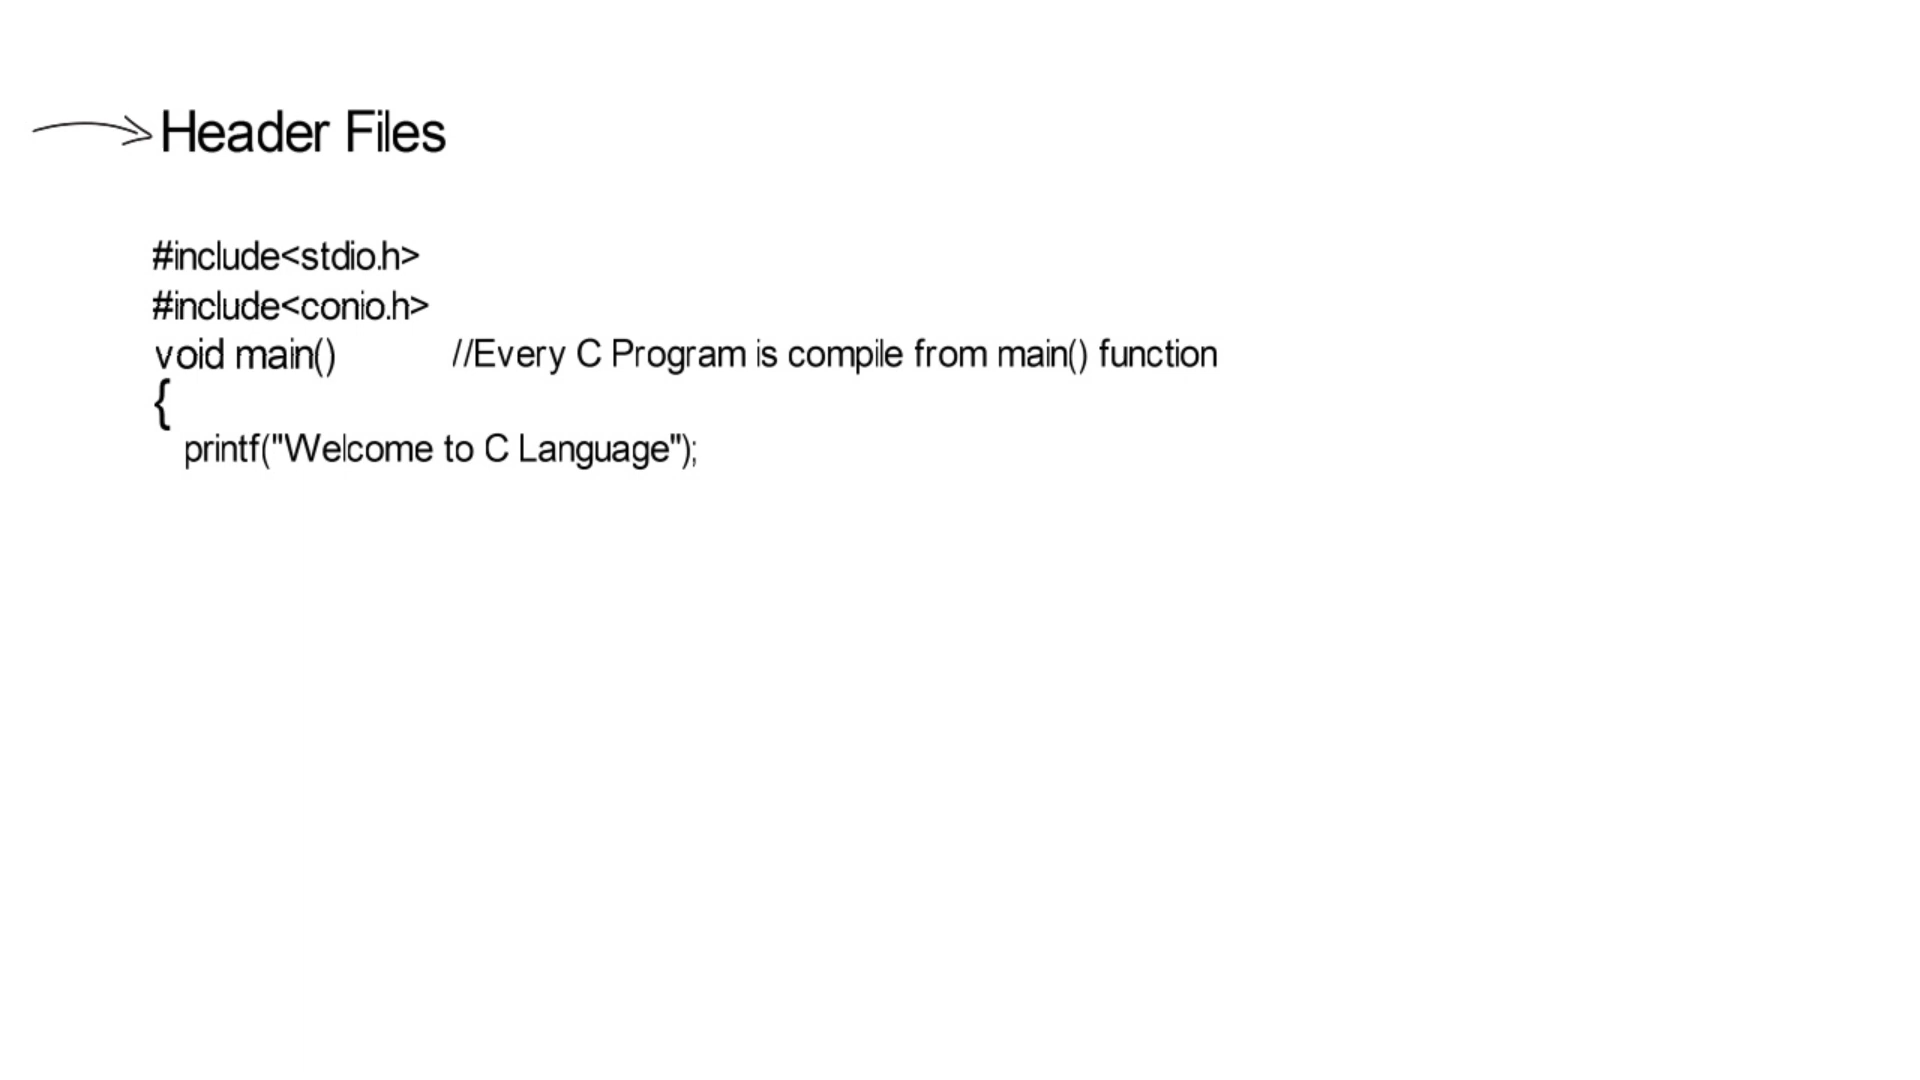 Header Files
#include<stdio.h>
#include<conio.h>
void main() //Every C Program is compile from main() function
{
printf("Welcome to C Language");